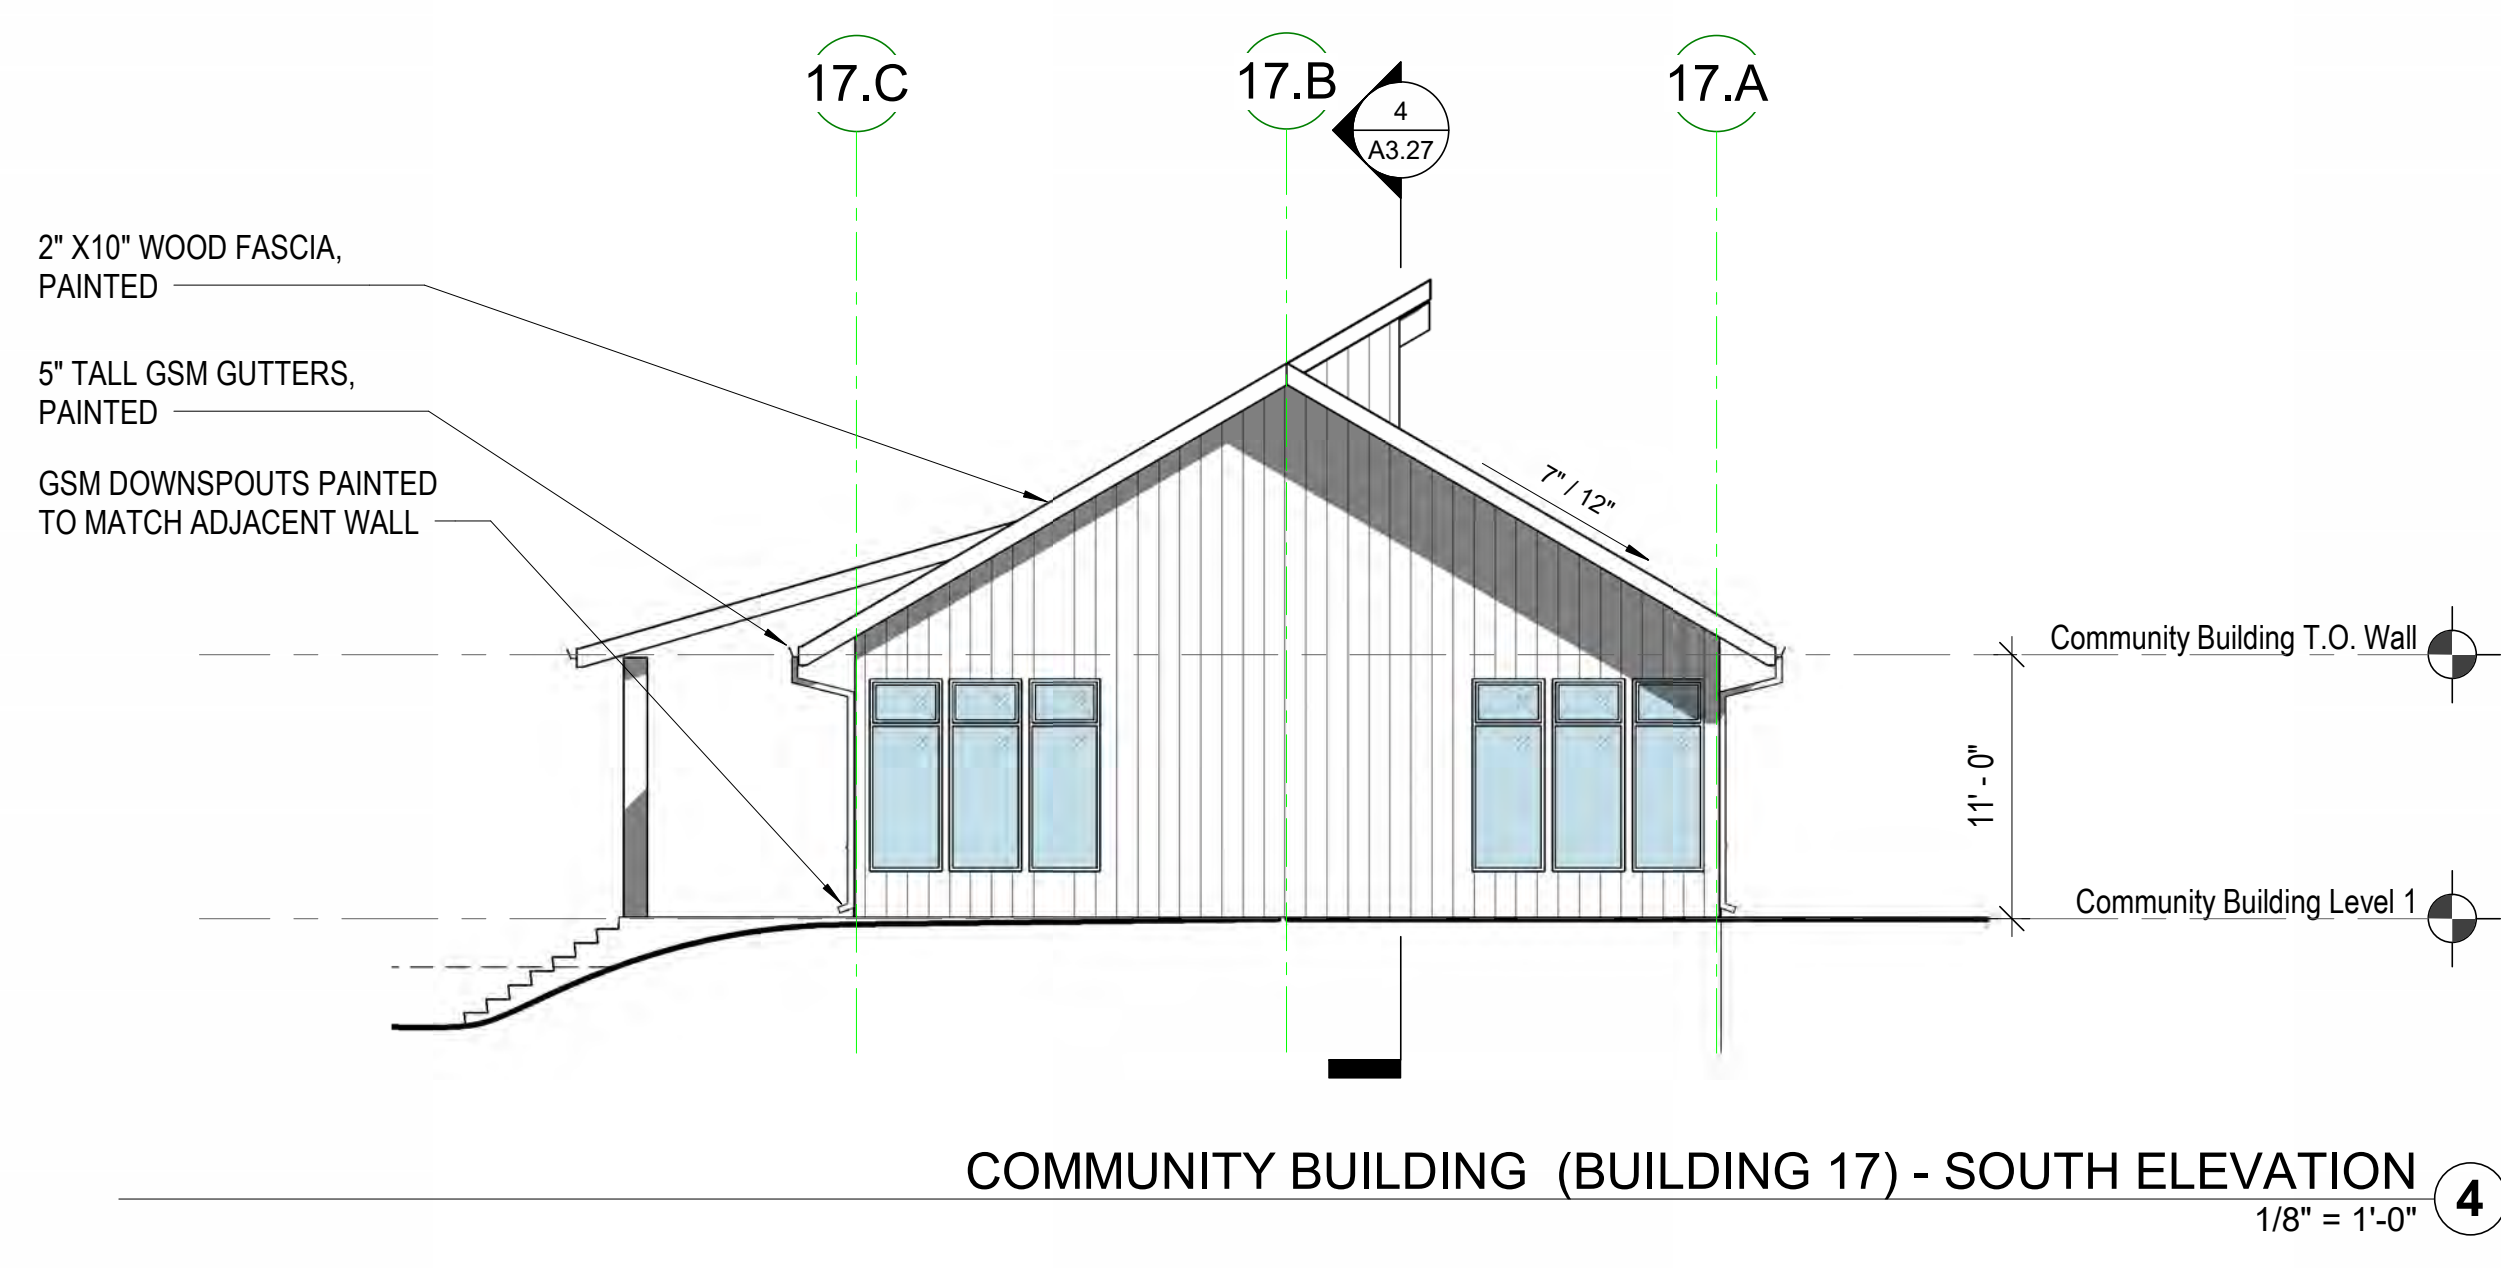 17.C
17.B
17.A
4
A3.27
2" X10" WOOD FASCIA,
PAINTED
5" TALL GSM GUTTERS,
PAINTED
GSM DOWNSPOUTS PAINTED
TO MATCH ADJACENT WALL
7" / 12"
Community Building T.O. Wall
11' - 0"
Community Building Level 1
COMMUNITY BUILDING (BUILDING 17) - SOUTH ELEVATION
4
1/8" = 1'-0"